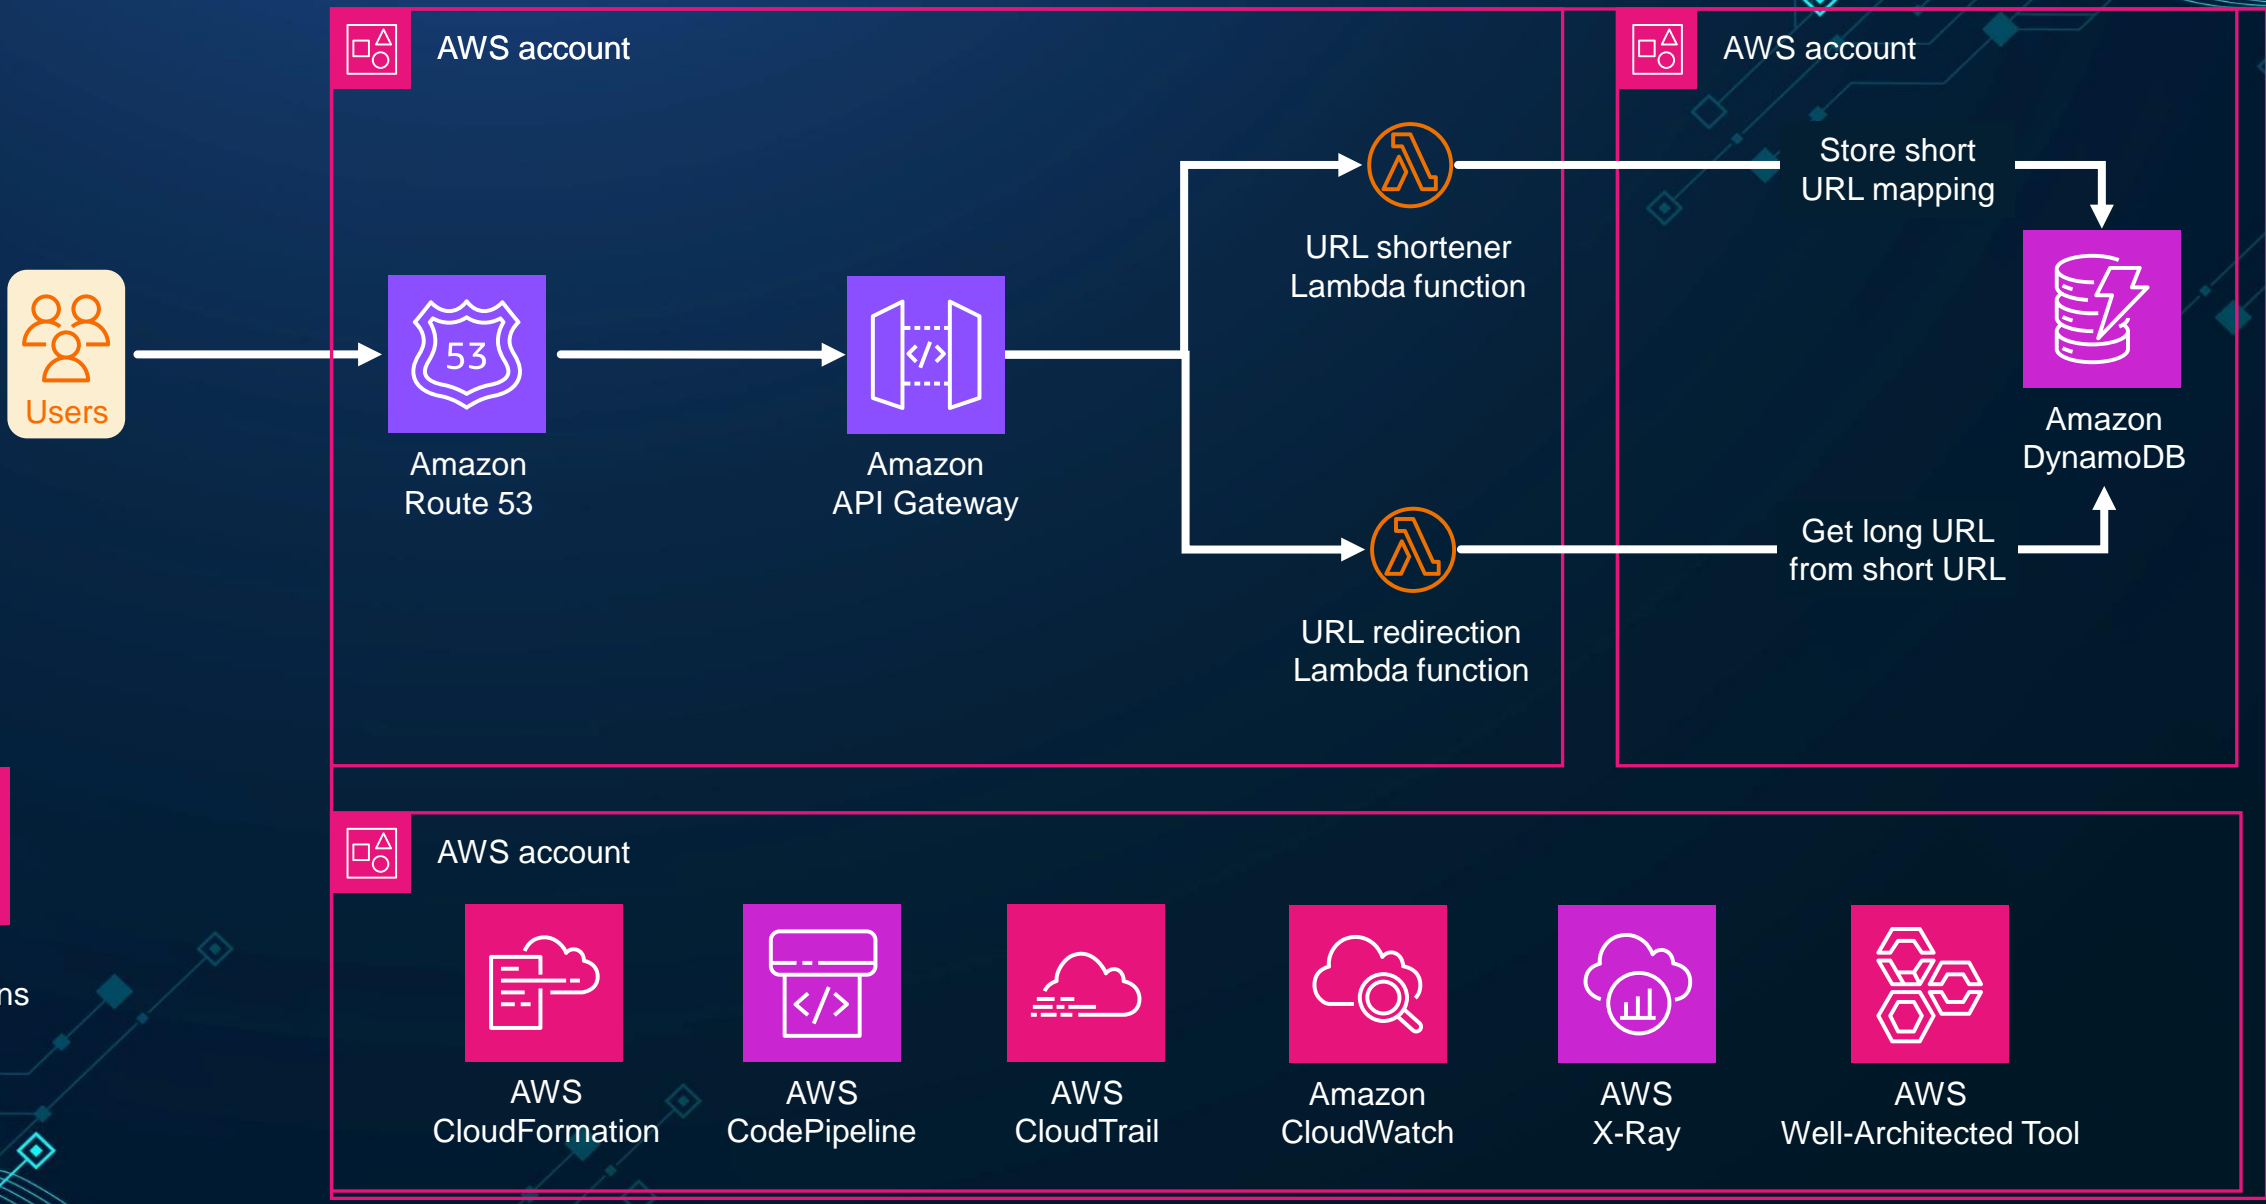 AWS account
AWS account
Store short
URL mapping
URL shortener
Lambda function
53
</>
Users
Amazon
DynamoDB
Amazon
Route 53
Amazon
API Gateway
Get long URL
from short URL
URL redirection
Lambda function
AWS account
</>
ns
AWS
CloudFormation
AWS
CodePipeline
AWS
CloudTrail
Amazon
CloudWatch
AWS
X-Ray
AWS
Well-Architected Tool